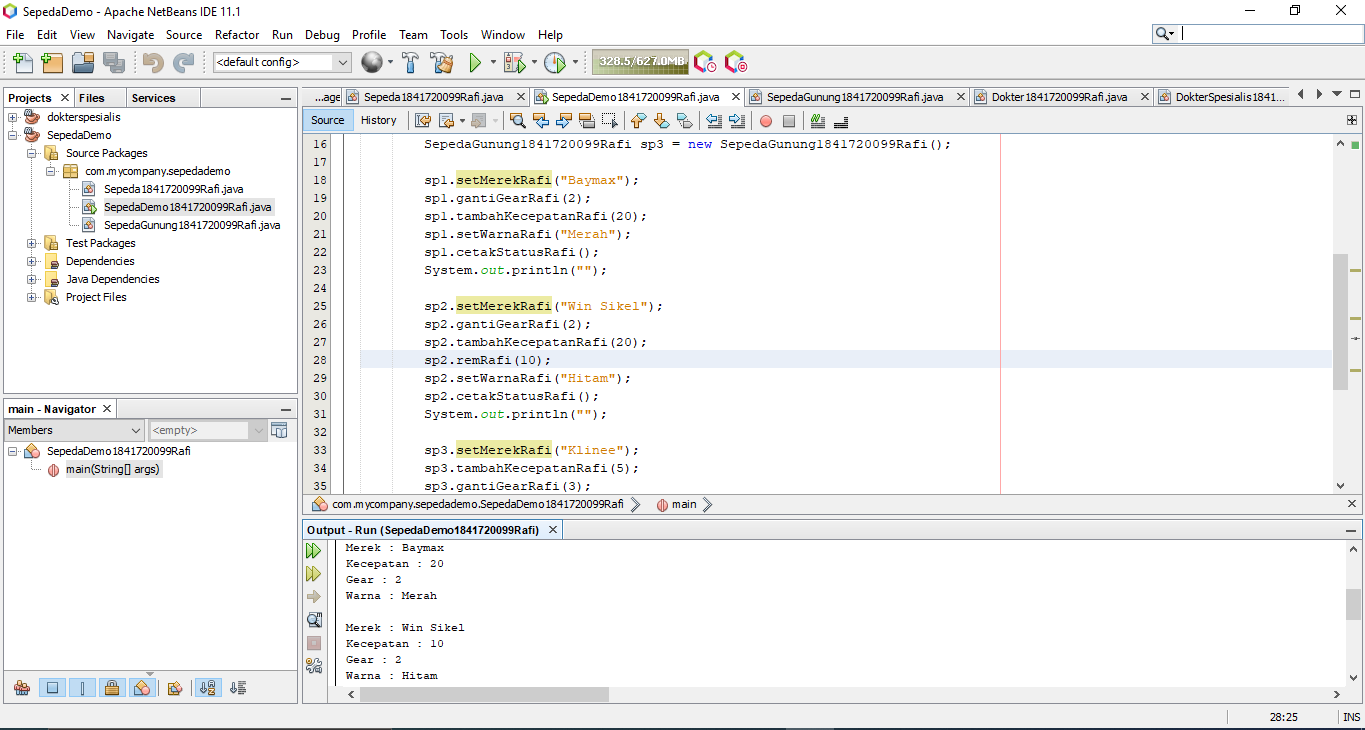 SepedaDemo - Apache NetBeans IDE 11.1
File Edit View Navigate Source Refactor Run Debug Profile Team Tools Window Help
<default config> 328.5/627.0MB
Projects Files Services
dokterspesialis
SepedaDemo
Source Packages
com.mycompany.sepedademo
Sepeda1841720099Rafi.java
SepedaDemo1841720099Rafi.java
SepedaGunung1841720099Rafi.java
Test Packages
Dependencies
Java Dependencies
Project Files
main - Navigator
Members <empty>
SepedaDemo1841720099Rafi
main(String[] args)
...age Sepeda1841720099Rafi.java SepedaDemo1841720099Rafi.java SepedaGunung1841720099Rafi.java Dokter1841720099Rafi.java DokterSpesialis1841...
Source History
16 SepedaGunung1841720099Rafi sp3 = new SepedaGunung1841720099Rafi();
17
18 sp1.setMerekRafi("Baymax");
19 sp1.gantiGearRafi(2);
20 sp1.tambahKecepatanRafi(20);
21 sp1.setWarnaRafi("Merah");
22 sp1.cetakStatusRafi();
23 System.out.println("");
24
25 sp2.setMerekRafi("Win Sikel");
26 sp2.gantiGearRafi(2);
27 sp2.tambahKecepatanRafi(20);
28 sp2.remRafi(10);
29 sp2.setWarnaRafi("Hitam");
30 sp2.cetakStatusRafi();
31 System.out.println("");
32
33 sp3.setMerekRafi("Klinee");
34 sp3.tambahKecepatanRafi(5);
35 sp3.gantiGearRafi(3);
com.mycompany.sepedademo.SepedaDemo1841720099Rafi main
Output - Run (SepedaDemo1841720099Rafi)
Merek : Baymax
Kecepatan : 20
Gear : 2
Warna : Merah
Merek : Win Sikel
Kecepatan : 10
Gear : 2
Warna : Hitam
28:25 INS